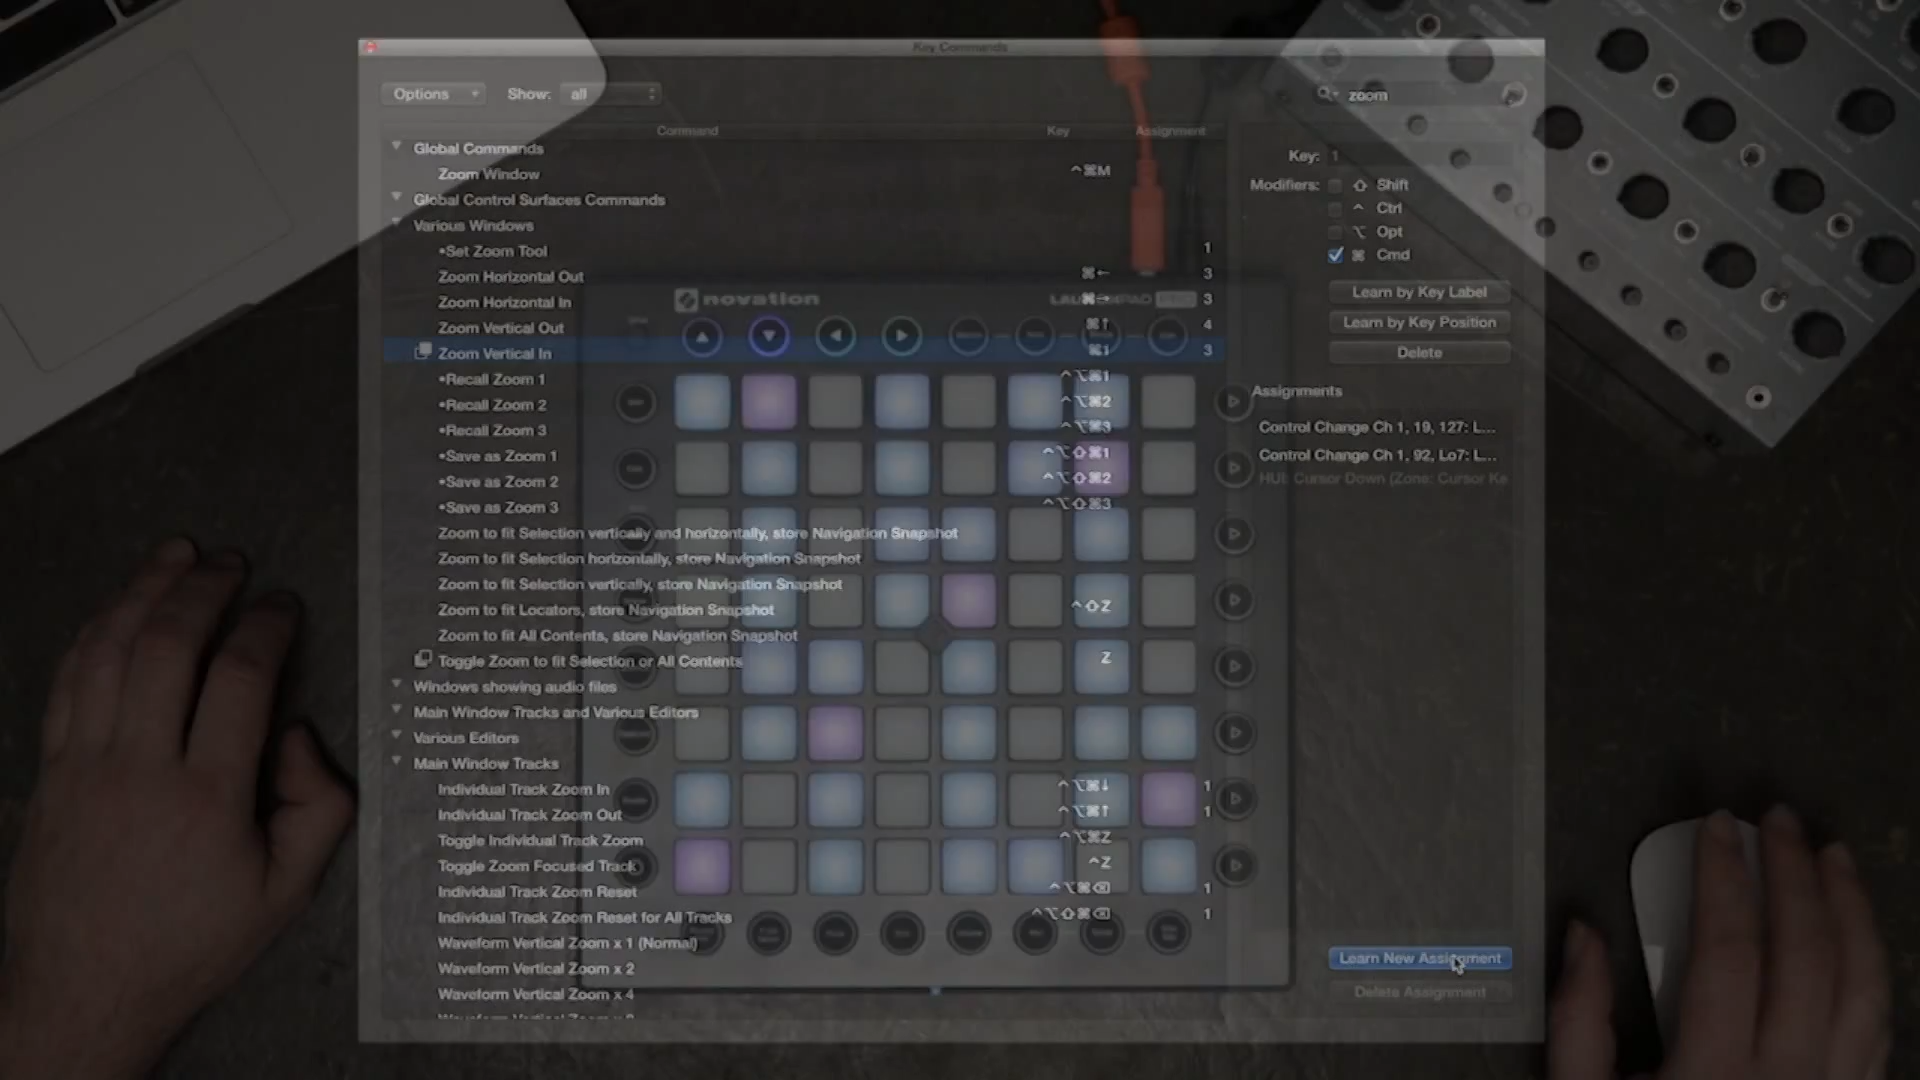 Key Commands
Options
Show: all
zoom
Command Key Assignment
Global Commands
Zoom Window ^⌘M
Global Control Surfaces Commands
Various Windows
•Set Zoom Tool 1
Zoom Horizontal Out ⌘← 3
Zoom Horizontal In ⌘→ 3
Zoom Vertical Out ⌘↑ 4
Zoom Vertical In ⌘↓ 3
•Recall Zoom 1 ^⌥⌘1
•Recall Zoom 2 ^⌥⌘2
•Recall Zoom 3 ^⌥⌘3
•Save as Zoom 1 ^⌥⇧⌘1
•Save as Zoom 2 ^⌥⇧⌘2
•Save as Zoom 3 ^⌥⇧⌘3
Zoom to fit Selection vertically and horizontally, store Navigation Snapshot
Zoom to fit Selection horizontally, store Navigation Snapshot
Zoom to fit Selection vertically, store Navigation Snapshot
Zoom to fit Locators, store Navigation Snapshot ^⇧Z
Zoom to fit All Contents, store Navigation Snapshot
Toggle Zoom to fit Selection or All Contents Z
Windows showing audio files
Main Window Tracks and Various Editors
Various Editors
Main Window Tracks
Individual Track Zoom In ^⌥⌘↓ 1
Individual Track Zoom Out ^⌥⌘↑ 1
Toggle Individual Track Zoom ^⌥⌘Z
Toggle Zoom Focused Track ^Z
Individual Track Zoom Reset ^⌥⌘⌫ 1
Individual Track Zoom Reset for All Tracks ^⌥⇧⌘⌫ 1
Waveform Vertical Zoom x 1 (Normal)
Waveform Vertical Zoom x 2
Waveform Vertical Zoom x 4
Key:
Modifiers: ⇧ Shift
^ Ctrl
⌥ Opt
⌘ Cmd
Learn by Key Label
Learn by Key Position
Delete
Assignments
Control Change Ch 1, 19, 127: L...
Control Change Ch 1, 92, Lo7: L...
HUI: Cursor Down (Zone: Cursor Ke
Learn New Assignment
Delete Assignment
novation
LAUNCHPAD PRO